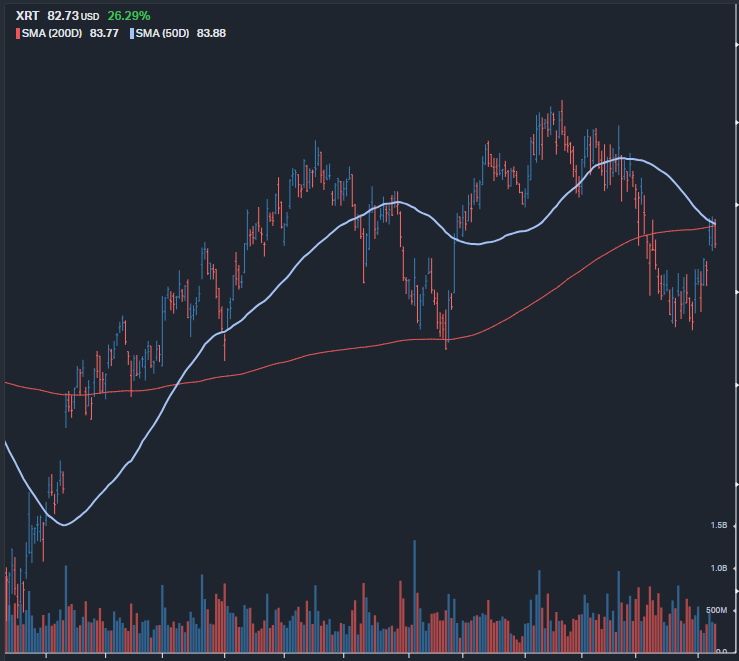 XRT 82.73 USD 26.29%
SMA (200D) 83.77 SMA (50D) 83.88
1.5B
1.0B
500M
0.0